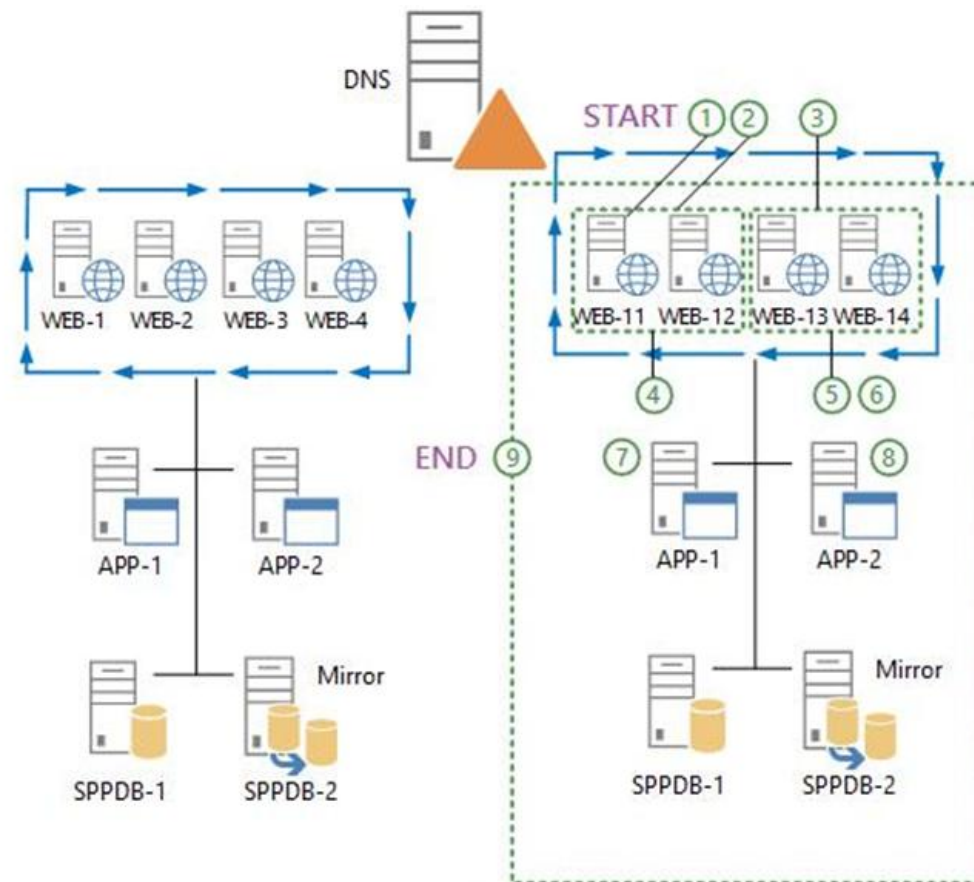 DNS
START 1 2 3
WEB-1 WEB-2 WEB-3 WEB-4
WEB-11 WEB-12 WEB-13 WEB-14
4 5 6
END 9 7 8
APP-1 APP-2
APP-1 APP-2
Mirror
SPPDB-1 SPPDB-2
Mirror
SPPDB-1 SPPDB-2